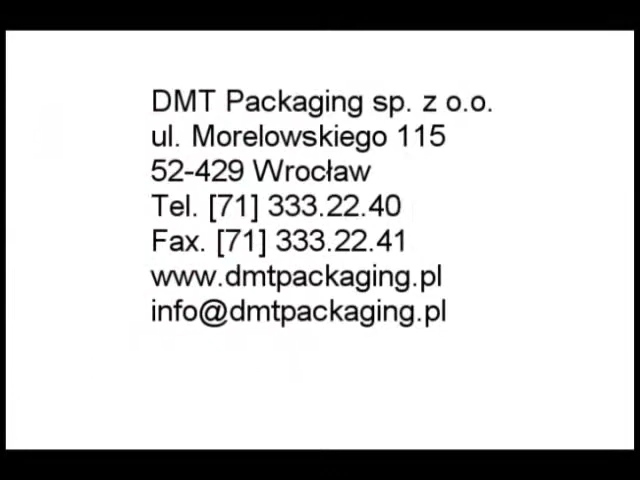 DMT Packaging sp. z o.o.
ul. Morelowskiego 115
52-429 Wrocław
Tel. [71] 333.22.40
Fax. [71] 333.22.41
www.dmtpackaging.pl
info@dmtpackaging.pl